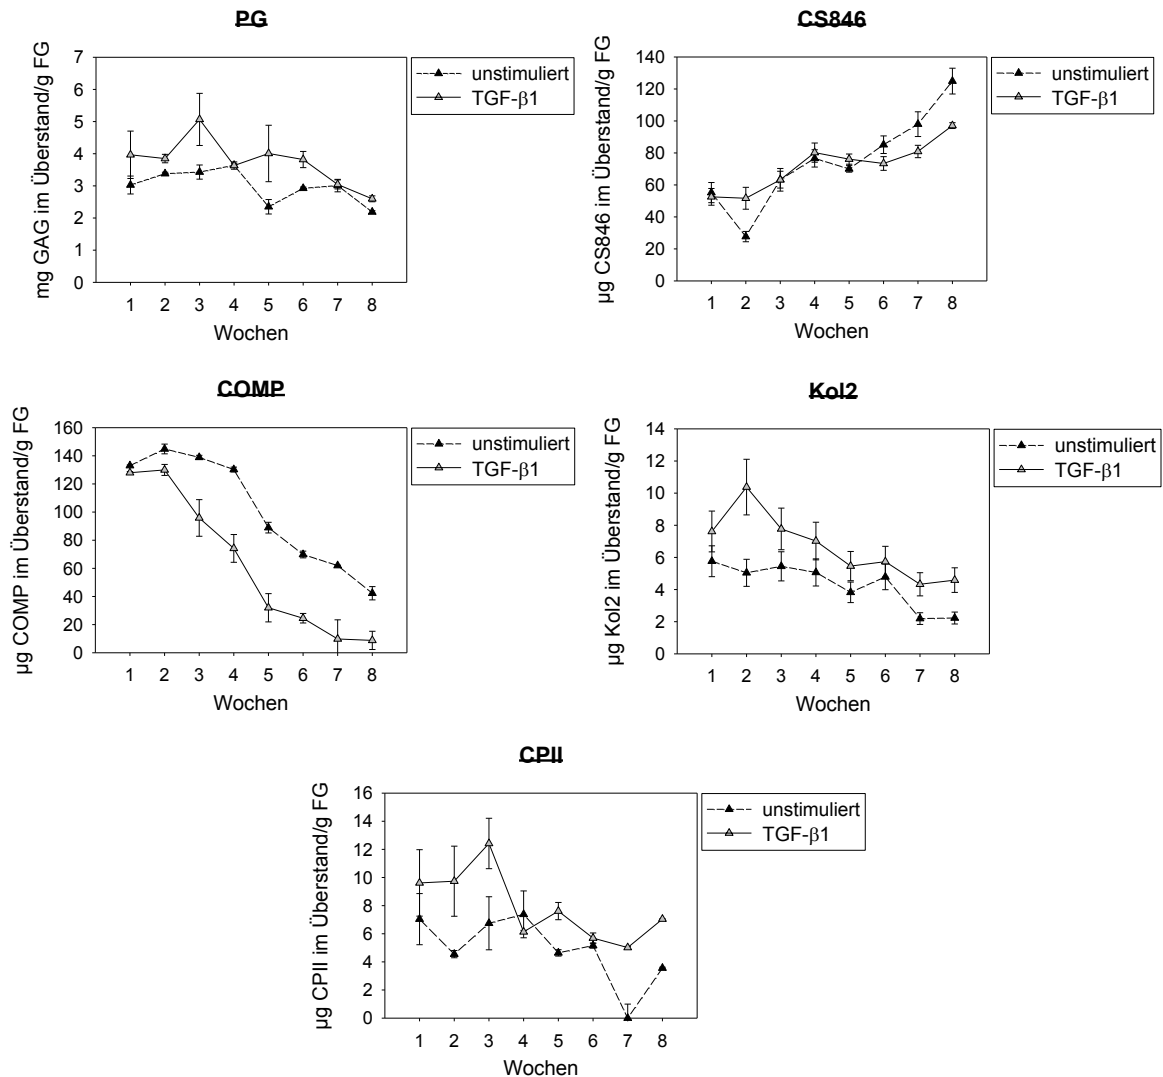 PG
mg GAG im Überstand/g FG
7
6
5
4
3
2
1
0
1 2 3 4 5 6 7 8
Wochen
unstimuliert
TGF-β1
CS846
µg CS846 im Überstand/g FG
140
120
100
80
60
40
20
0
1 2 3 4 5 6 7 8
Wochen
unstimuliert
TGF-β1
COMP
µg COMP im Überstand/g FG
160
140
120
100
80
60
40
20
0
1 2 3 4 5 6 7 8
Wochen
unstimuliert
TGF-β1
Kol2
µg Kol2 im Überstand/g FG
14
12
10
8
6
4
2
0
1 2 3 4 5 6 7 8
Wochen
unstimuliert
TGF-β1
CPII
µg CPII im Überstand/g FG
16
14
12
10
8
6
4
2
0
1 2 3 4 5 6 7 8
Wochen
unstimuliert
TGF-β1